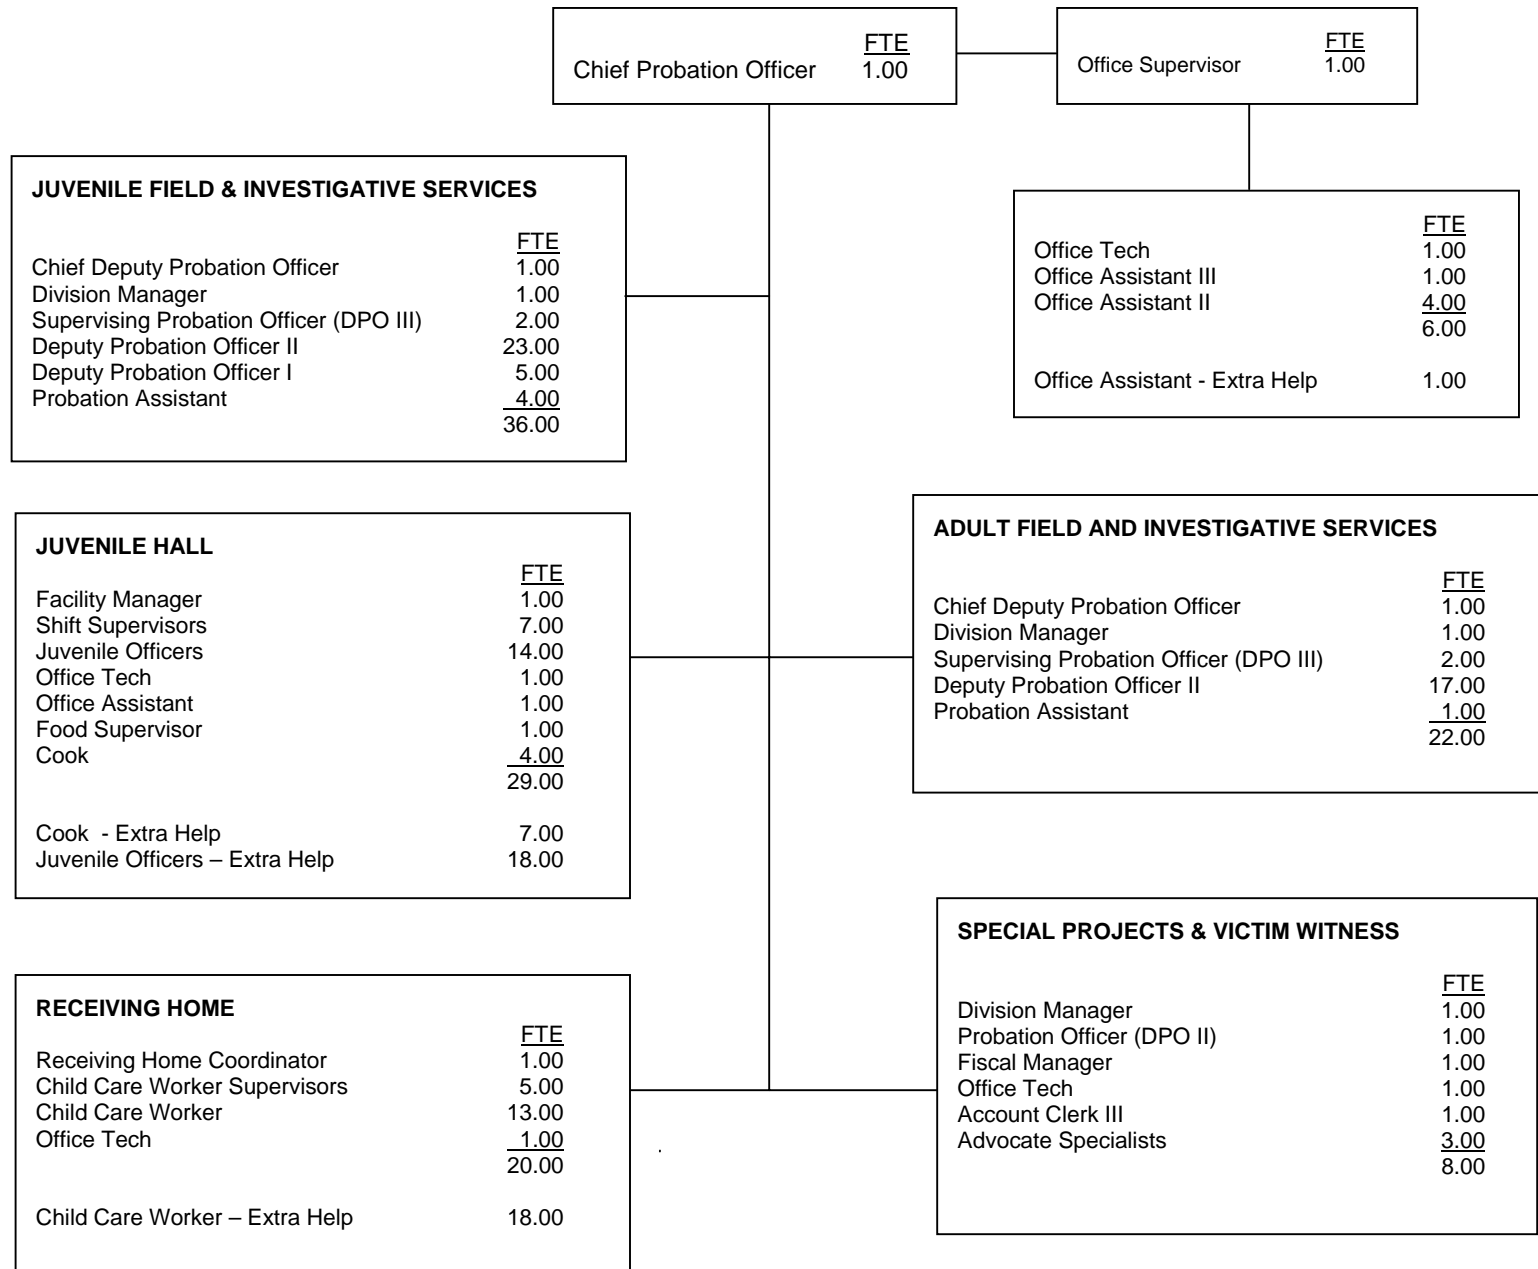 FTE
Chief Probation Officer 1.00
FTE
Office Supervisor 1.00
JUVENILE FIELD & INVESTIGATIVE SERVICES
FTE
Chief Deputy Probation Officer 1.00
Division Manager 1.00
Supervising Probation Officer (DPO III) 2.00
Deputy Probation Officer II 23.00
Deputy Probation Officer I 5.00
Probation Assistant 4.00
36.00
FTE
Office Tech 1.00
Office Assistant III 1.00
Office Assistant II 4.00
6.00
Office Assistant - Extra Help 1.00
JUVENILE HALL
FTE
Facility Manager 1.00
Shift Supervisors 7.00
Juvenile Officers 14.00
Office Tech 1.00
Office Assistant 1.00
Food Supervisor 1.00
Cook 4.00
29.00
Cook - Extra Help 7.00
Juvenile Officers – Extra Help 18.00
ADULT FIELD AND INVESTIGATIVE SERVICES
FTE
Chief Deputy Probation Officer 1.00
Division Manager 1.00
Supervising Probation Officer (DPO III) 2.00
Deputy Probation Officer II 17.00
Probation Assistant 1.00
22.00
RECEIVING HOME
FTE
Receiving Home Coordinator 1.00
Child Care Worker Supervisors 5.00
Child Care Worker 13.00
Office Tech 1.00
20.00
Child Care Worker – Extra Help 18.00
SPECIAL PROJECTS & VICTIM WITNESS
FTE
Division Manager 1.00
Probation Officer (DPO II) 1.00
Fiscal Manager 1.00
Office Tech 1.00
Account Clerk III 1.00
Advocate Specialists 3.00
8.00